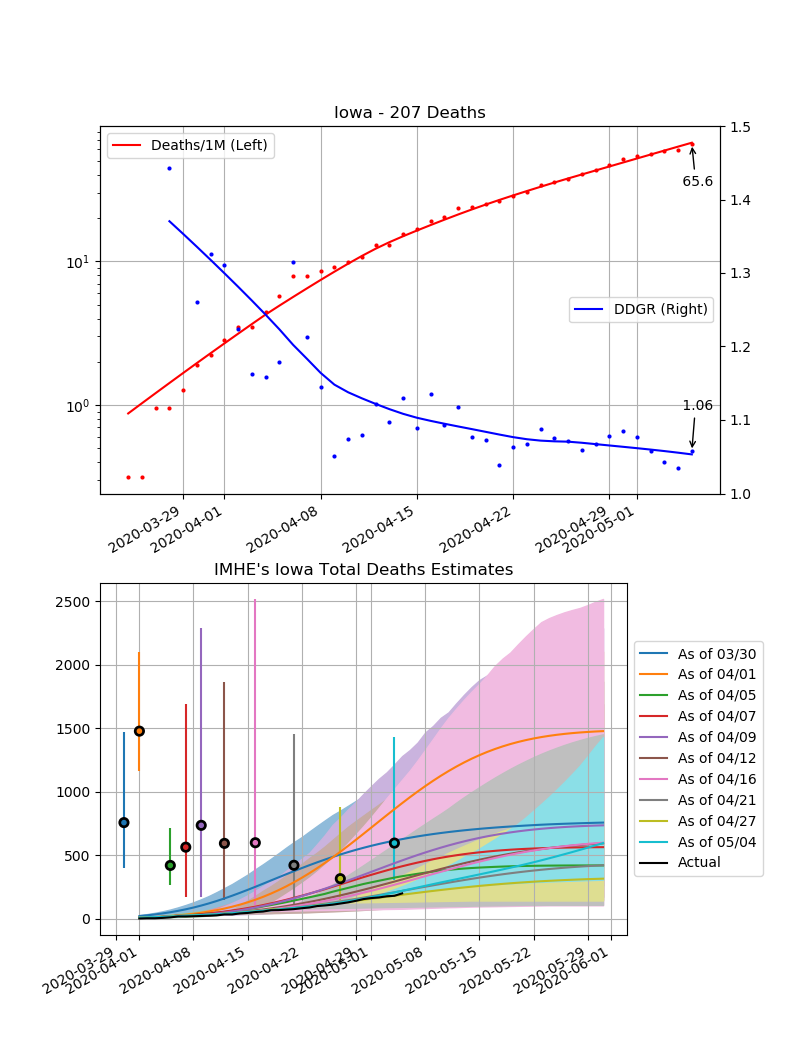 Iowa - 207 Deaths
Deaths/1M (Left)
1.5
1.4
1.3
1.2
1.1
1.0
10^1
10^0
65.6
DDGR (Right)
1.06
2020-03-29
2020-04-01
2020-04-08
2020-04-15
2020-04-22
2020-04-29
2020-05-01
IMHE's Iowa Total Deaths Estimates
2500
2000
1500
1000
500
0
As of 03/30
As of 04/01
As of 04/05
As of 04/07
As of 04/09
As of 04/12
As of 04/16
As of 04/21
As of 04/27
As of 05/04
Actual
2020-03-29
2020-04-01
2020-04-08
2020-04-15
2020-04-22
2020-04-29
2020-05-01
2020-05-08
2020-05-15
2020-05-22
2020-05-29
2020-06-01